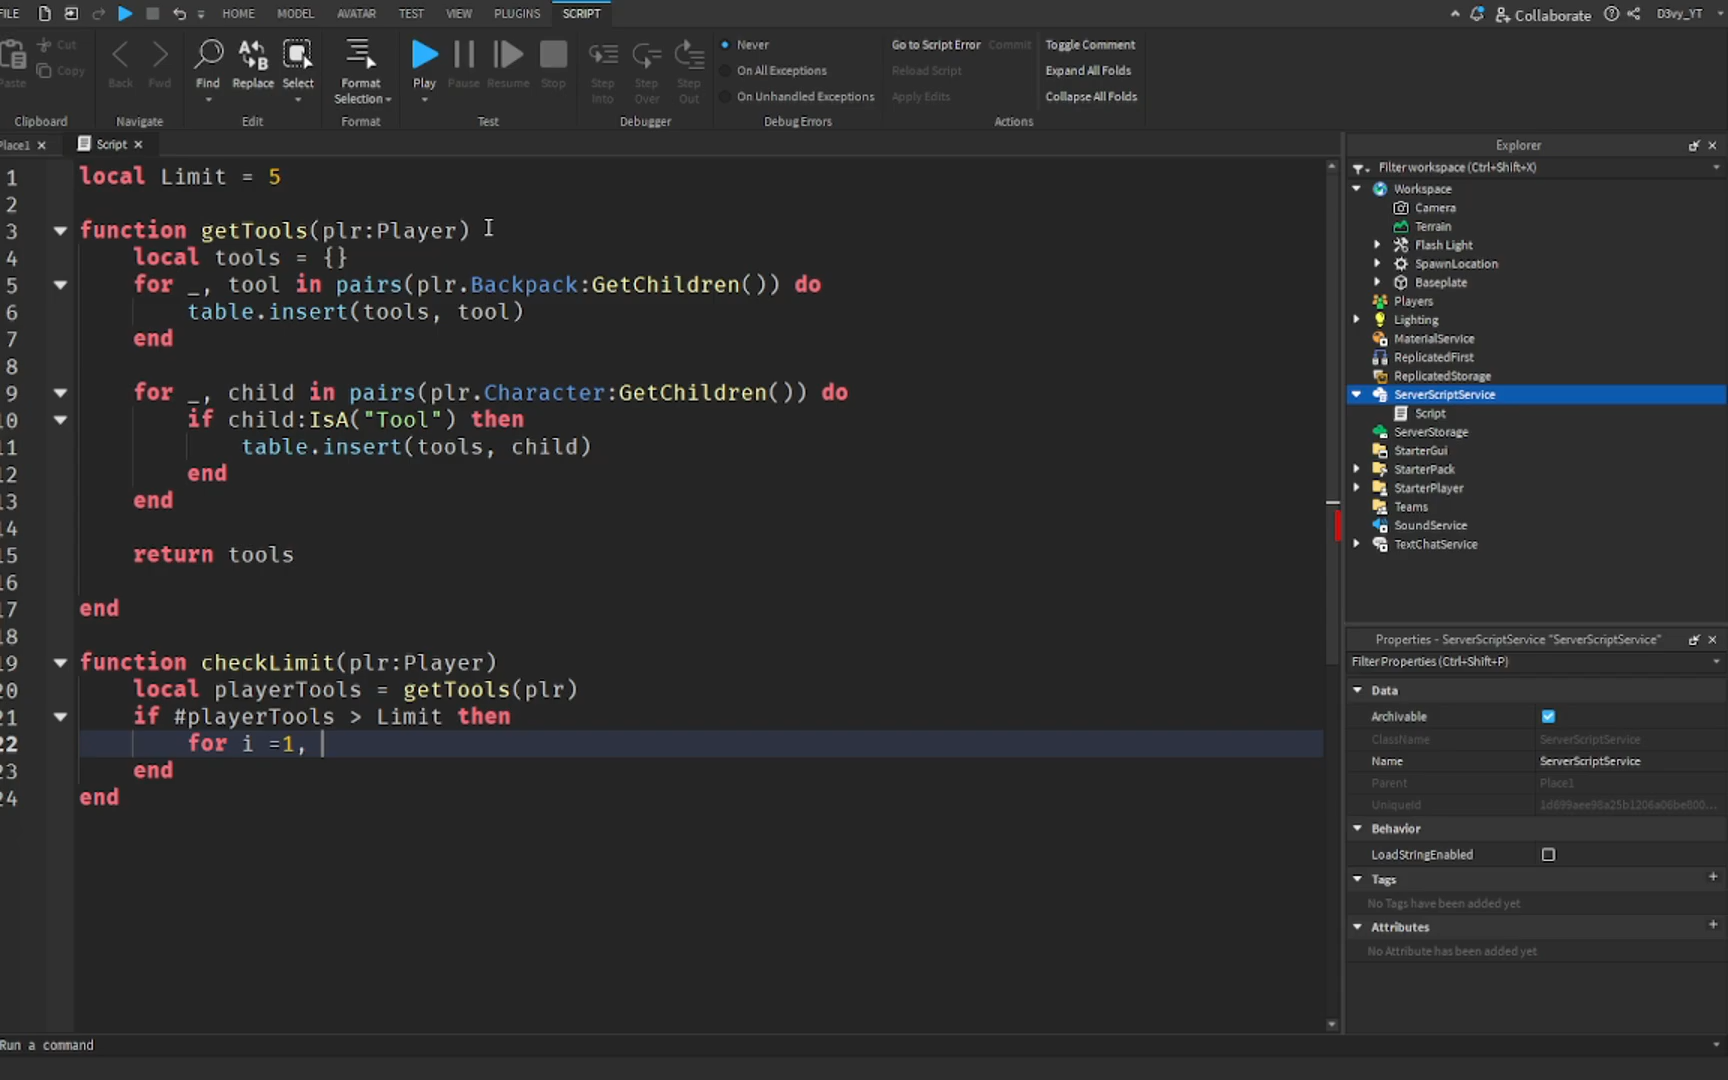 FILE HOME MODEL AVATAR TEST VIEW PLUGINS SCRIPT Collaborate D3vy_YT
Paste Cut Copy
Back Fwd
Find Replace Select
Format Selection
Play Pause Resume Stop
Step Into Step Over Step Out
Never
On All Exceptions
On Unhandled Exceptions
Go to Script Error Commit
Reload Script
Apply Edits
Toggle Comment
Expand All Folds
Collapse All Folds
Clipboard Navigate Edit Format Test Debugger Debug Errors Actions
Place1 Script
1 local Limit = 5
2
3 function getTools(plr:Player)
4 local tools = {}
5 for _, tool in pairs(plr.Backpack:GetChildren()) do
6 table.insert(tools, tool)
7 end
8
9 for _, child in pairs(plr.Character:GetChildren()) do
10 if child:IsA("Tool") then
11 table.insert(tools, child)
12 end
13 end
14
15 return tools
16
17 end
18
19 function checkLimit(plr:Player)
20 local playerTools = getTools(plr)
21 if #playerTools > Limit then
22 for i =1,
23 end
24 end
Run a command
Explorer
Filter workspace (Ctrl+Shift+X)
Workspace
Camera
Terrain
Flash Light
SpawnLocation
Baseplate
Players
Lighting
MaterialService
ReplicatedFirst
ReplicatedStorage
ServerScriptService
Script
ServerStorage
StarterGui
StarterPack
StarterPlayer
Teams
SoundService
TextChatService
Properties - ServerScriptService "ServerScriptService"
Filter Properties (Ctrl+Shift+P)
Data
Archivable
ClassName ServerScriptService
Name ServerScriptService
Parent Place1
UniqueId 1d699aee98a25b1206a06be800...
Behavior
LoadStringEnabled
Tags +
No Tags have been added yet
Attributes +
No Attribute has been added yet